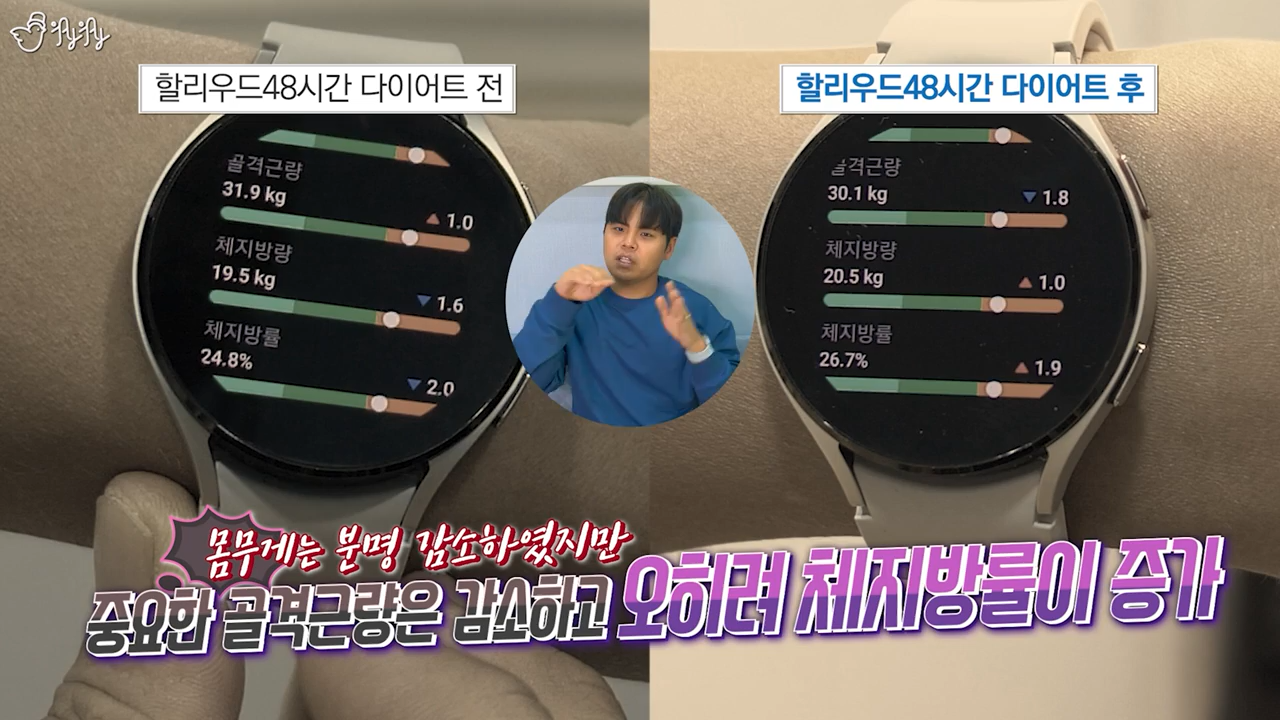 할리우드48시간 다이어트 전
골격근량
31.9 kg
▲ 1.0
체지방량
19.5 kg
▼ 1.6
체지방률
24.8%
▼ 2.0
할리우드48시간 다이어트 후
골격근량
30.1 kg
▼ 1.8
체지방량
20.5 kg
▲ 1.0
체지방률
26.7%
▲ 1.9
몸무게는 분명 감소하였지만
중요한 골격근량은 감소하고 오히려 체지방률이 증가